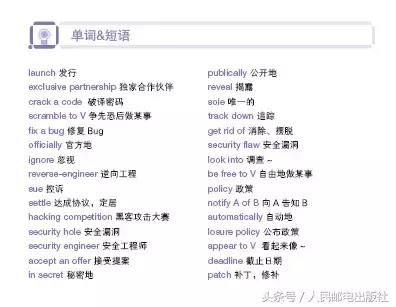 单词&短语
launch 发行
exclusive partnership 独家合作伙伴
crack a code 破译密码
scramble to V 争先恐后做某事
fix a bug 修复 Bug
officially 官方地
ignore 忽视
reverse-engineer 逆向工程
sue 控诉
settle 达成协议，定居
hacking competition 黑客攻击大赛
security hole 安全漏洞
security engineer 安全工程师
accept an offer 接受提案
in secret 秘密地
publically 公开地
reveal 揭露
sole 唯一的
track down 追踪
get rid of 消除、摆脱
security flaw 安全漏洞
look into 调查 ~
be free to V 自由地做某事
policy 政策
notify A of B 向 A 告知 B
automatically 自动地
losure policy 公布政策
appear to V 看起来像 ~
deadline 截止日期
patch 补丁，修补
头条号 / 人民邮电出版社